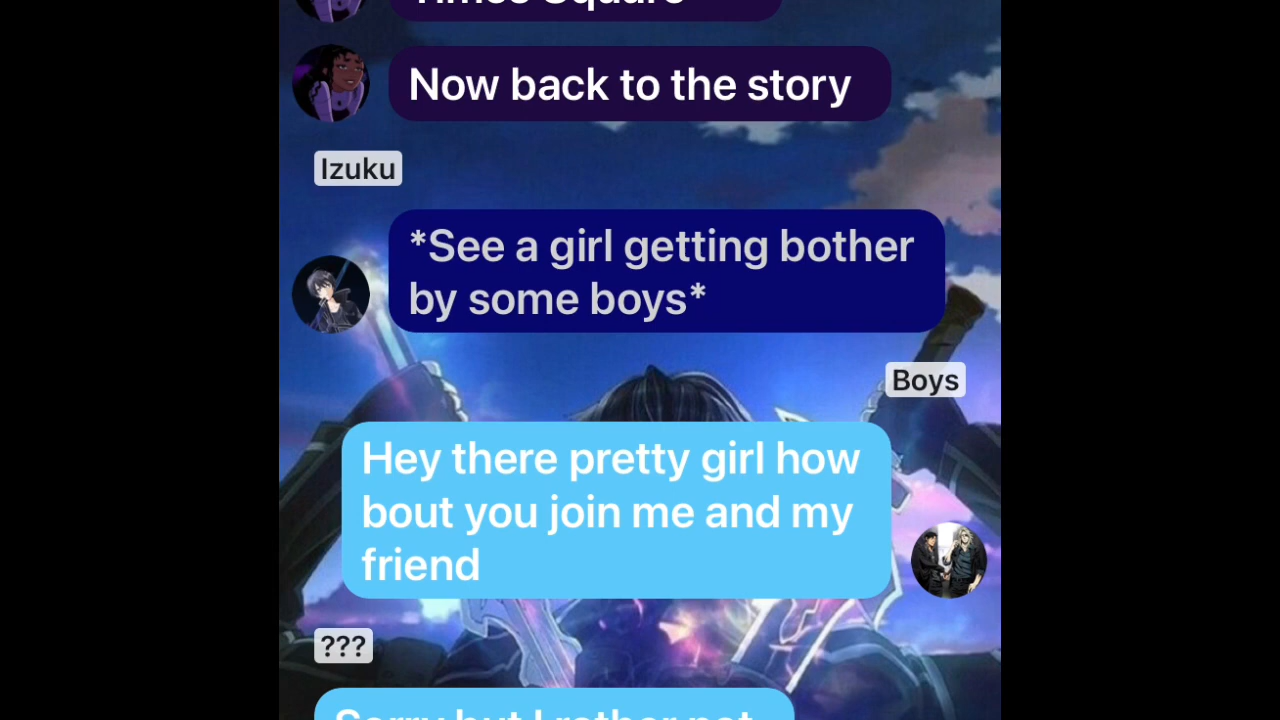 Times Square
Now back to the story
Izuku
*See a girl getting bother
by some boys*
Boys
Hey there pretty girl how
bout you join me and my
friend
???
Sorry but I rather not